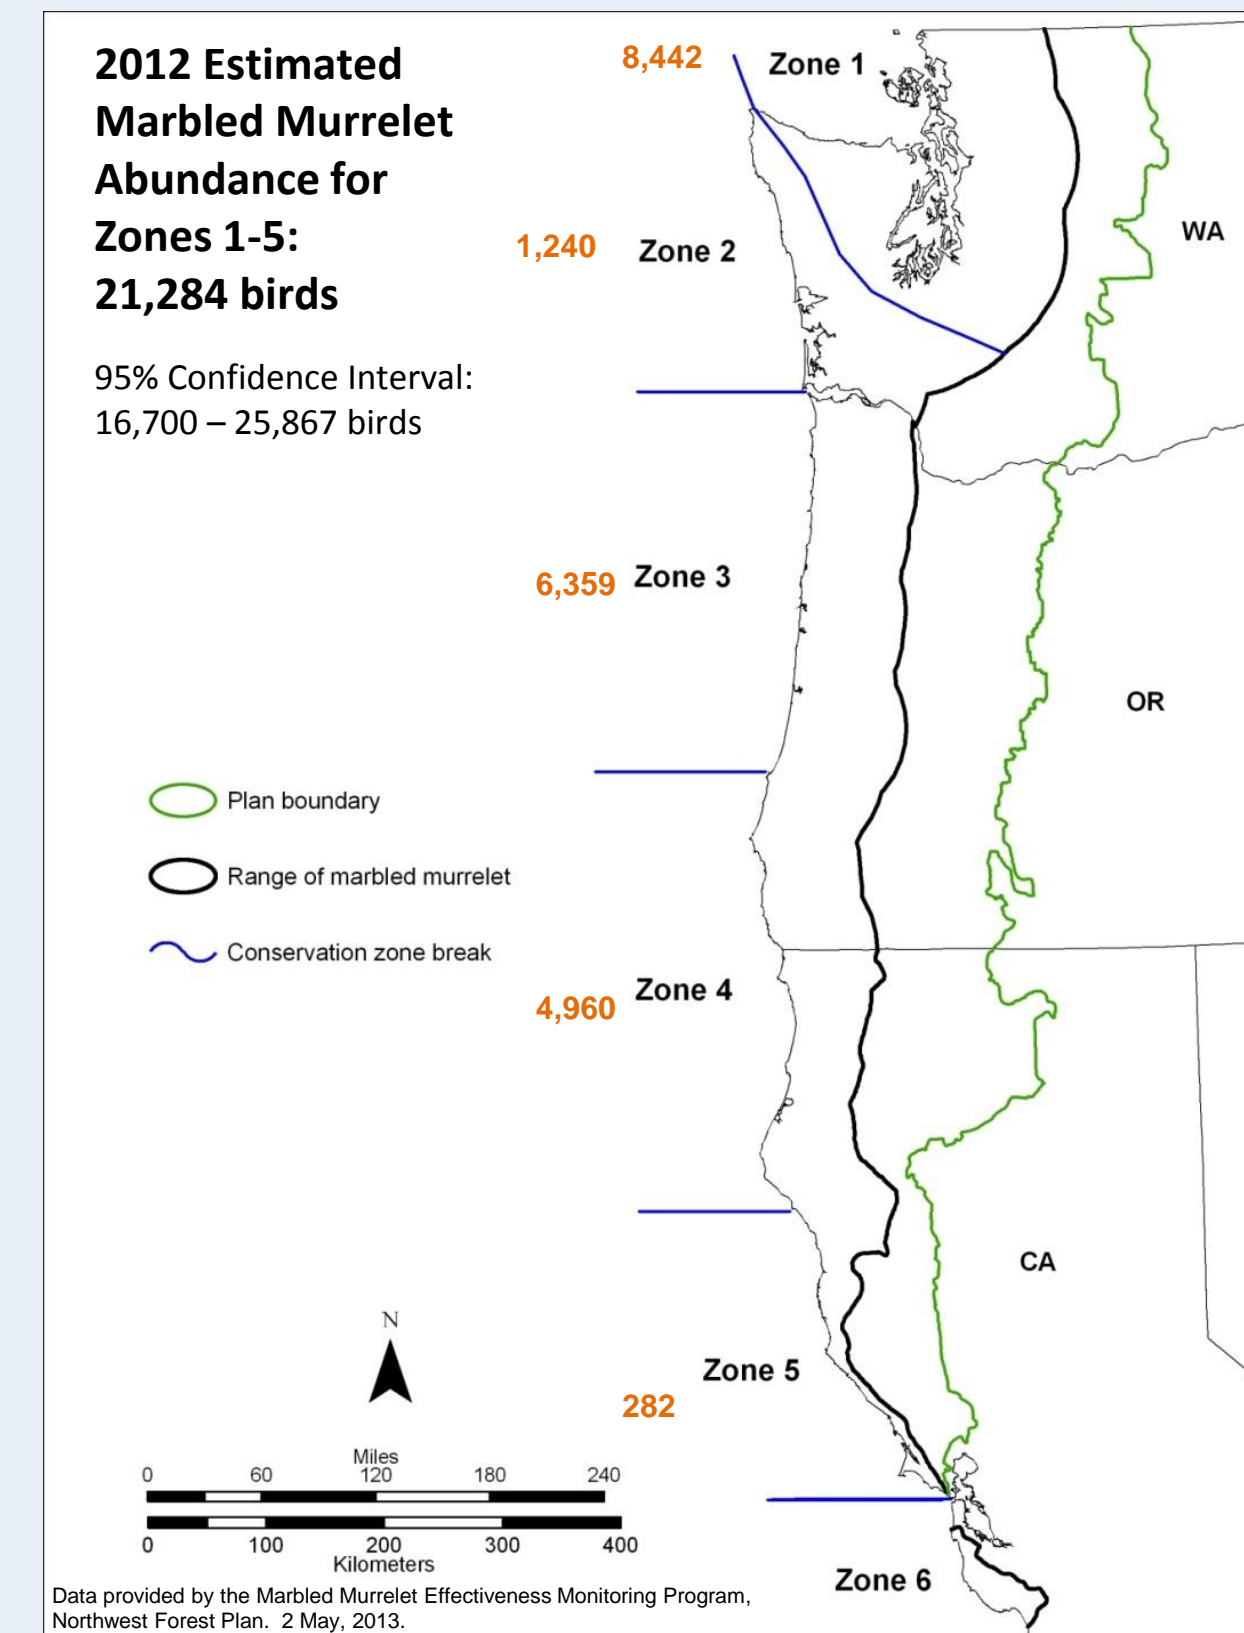 2012 Estimated
Marbled Murrelet
Abundance for
Zones 1-5:
21,284 birds
95% Confidence Interval:
16,700 – 25,867 birds
8,442
Zone 1
WA
1,240
Zone 2
6,359
Zone 3
OR
Plan boundary
Range of marbled murrelet
Conservation zone break
4,960
Zone 4
CA
N
Zone 5
282
Miles
0 60 120 180 240
0 100 200 300 400
Kilometers
Zone 6
Data provided by the Marbled Murrelet Effectiveness Monitoring Program,
Northwest Forest Plan. 2 May, 2013.